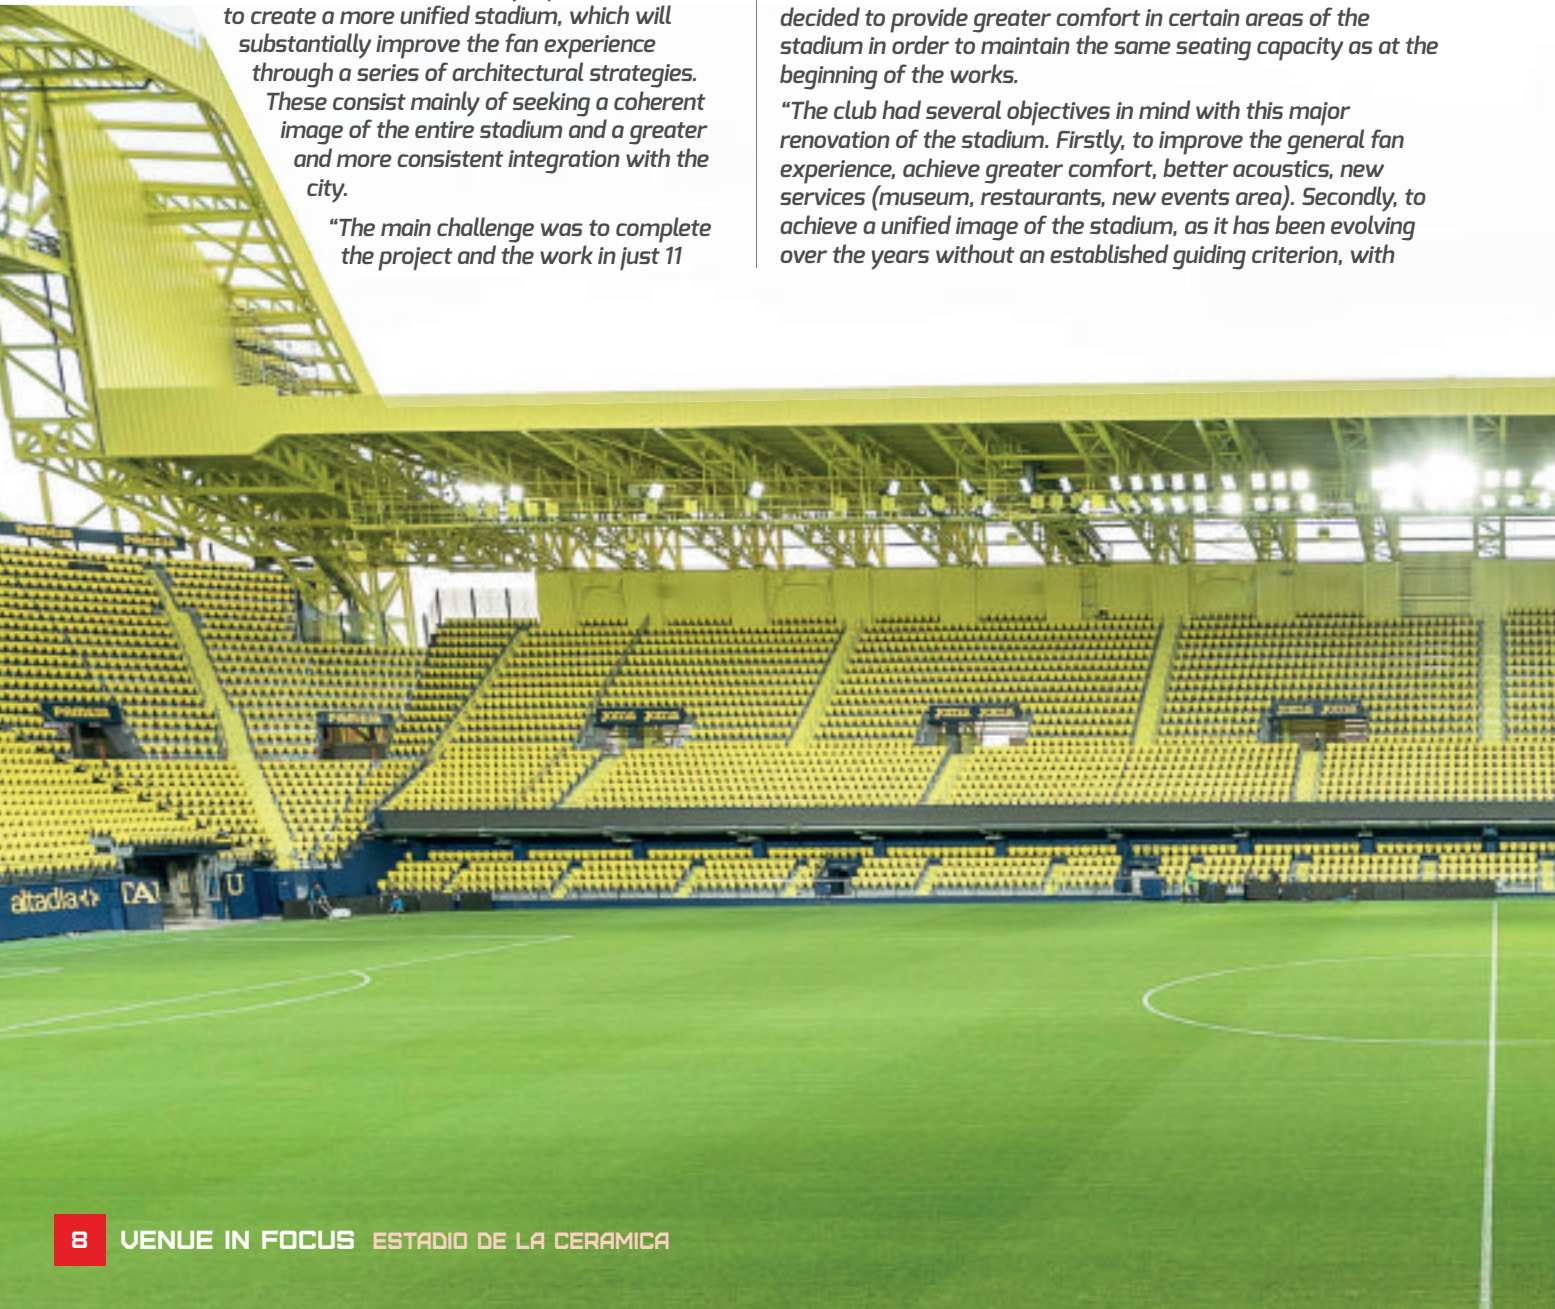 to create a more unified stadium, which will
substantially improve the fan experience
through a series of architectural strategies.
These consist mainly of seeking a coherent
image of the entire stadium and a greater
and more consistent integration with the
city.
“The main challenge was to complete
the project and the work in just 11
decided to provide greater comfort in certain areas of the
stadium in order to maintain the same seating capacity as at the
beginning of the works.
“The club had several objectives in mind with this major
renovation of the stadium. Firstly, to improve the general fan
experience, achieve greater comfort, better acoustics, new
services (museum, restaurants, new events area). Secondly, to
achieve a unified image of the stadium, as it has been evolving
over the years without an established guiding criterion, with
altadia
[A]
U
8 VENUE IN FOCUS ESTADIO DE LA CERAMICA